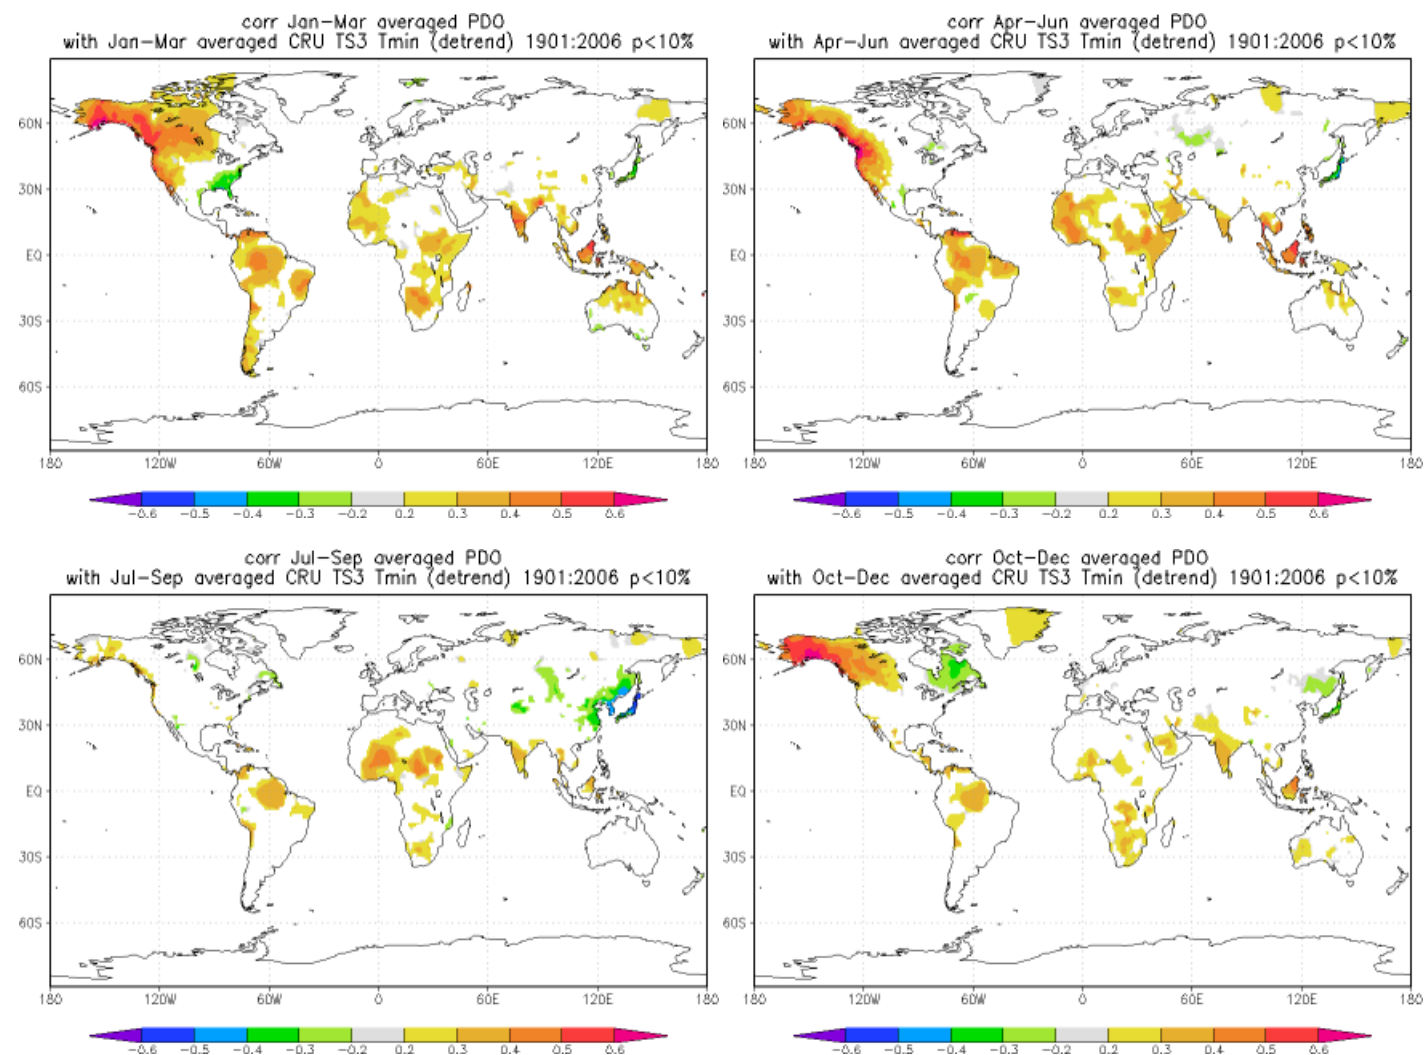 corr Jan-Mar averaged PDO
with Jan-Mar averaged CRU TS3 Tmin (detrend) 1901:2006 p<10%
60N
30N
EQ
30S
60S
180 120W 60W 0 60E 120E 180
-0.6 -0.5 -0.4 -0.3 -0.2 0.2 0.3 0.4 0.5 0.6
corr Apr-Jun averaged PDO
with Apr-Jun averaged CRU TS3 Tmin (detrend) 1901:2006 p<10%
60N
30N
EQ
30S
60S
180 120W 60W 0 60E 120E 180
-0.6 -0.5 -0.4 -0.3 -0.2 0.2 0.3 0.4 0.5 0.6
corr Jul-Sep averaged PDO
with Jul-Sep averaged CRU TS3 Tmin (detrend) 1901:2006 p<10%
60N
30N
EQ
30S
60S
180 120W 60W 0 60E 120E 180
-0.6 -0.5 -0.4 -0.3 -0.2 0.2 0.3 0.4 0.5 0.6
corr Oct-Dec averaged PDO
with Oct-Dec averaged CRU TS3 Tmin (detrend) 1901:2006 p<10%
60N
30N
EQ
30S
60S
180 120W 60W 0 60E 120E 180
-0.6 -0.5 -0.4 -0.3 -0.2 0.2 0.3 0.4 0.5 0.6